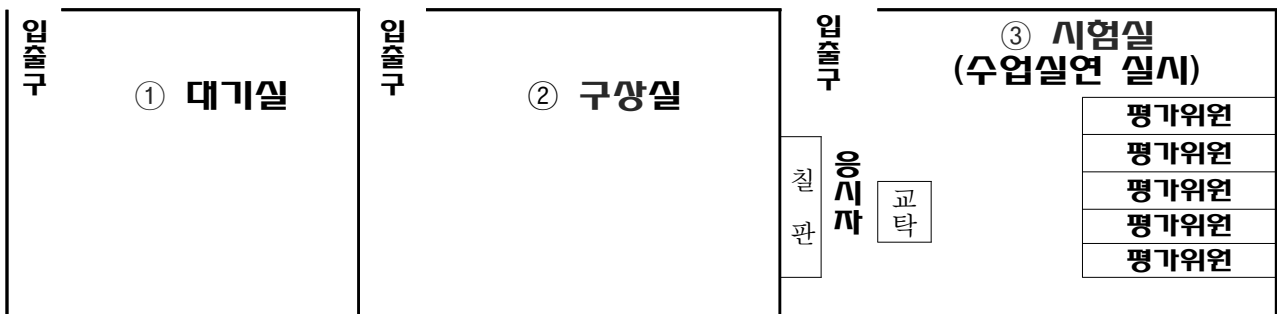 입출구
① 대기실
입출구
② 구상실
입출구
③ 시험실
(수업실연 실시)
칠판
응시자
교탁
평가위원
평가위원
평가위원
평가위원
평가위원